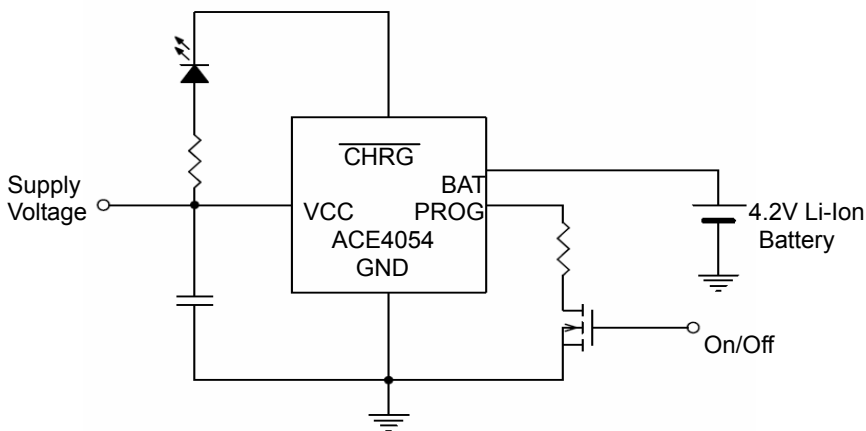 CHRG
Supply
Voltage
VCC
BAT
PROG
ACE4054
GND
4.2V Li-Ion
Battery
On/Off